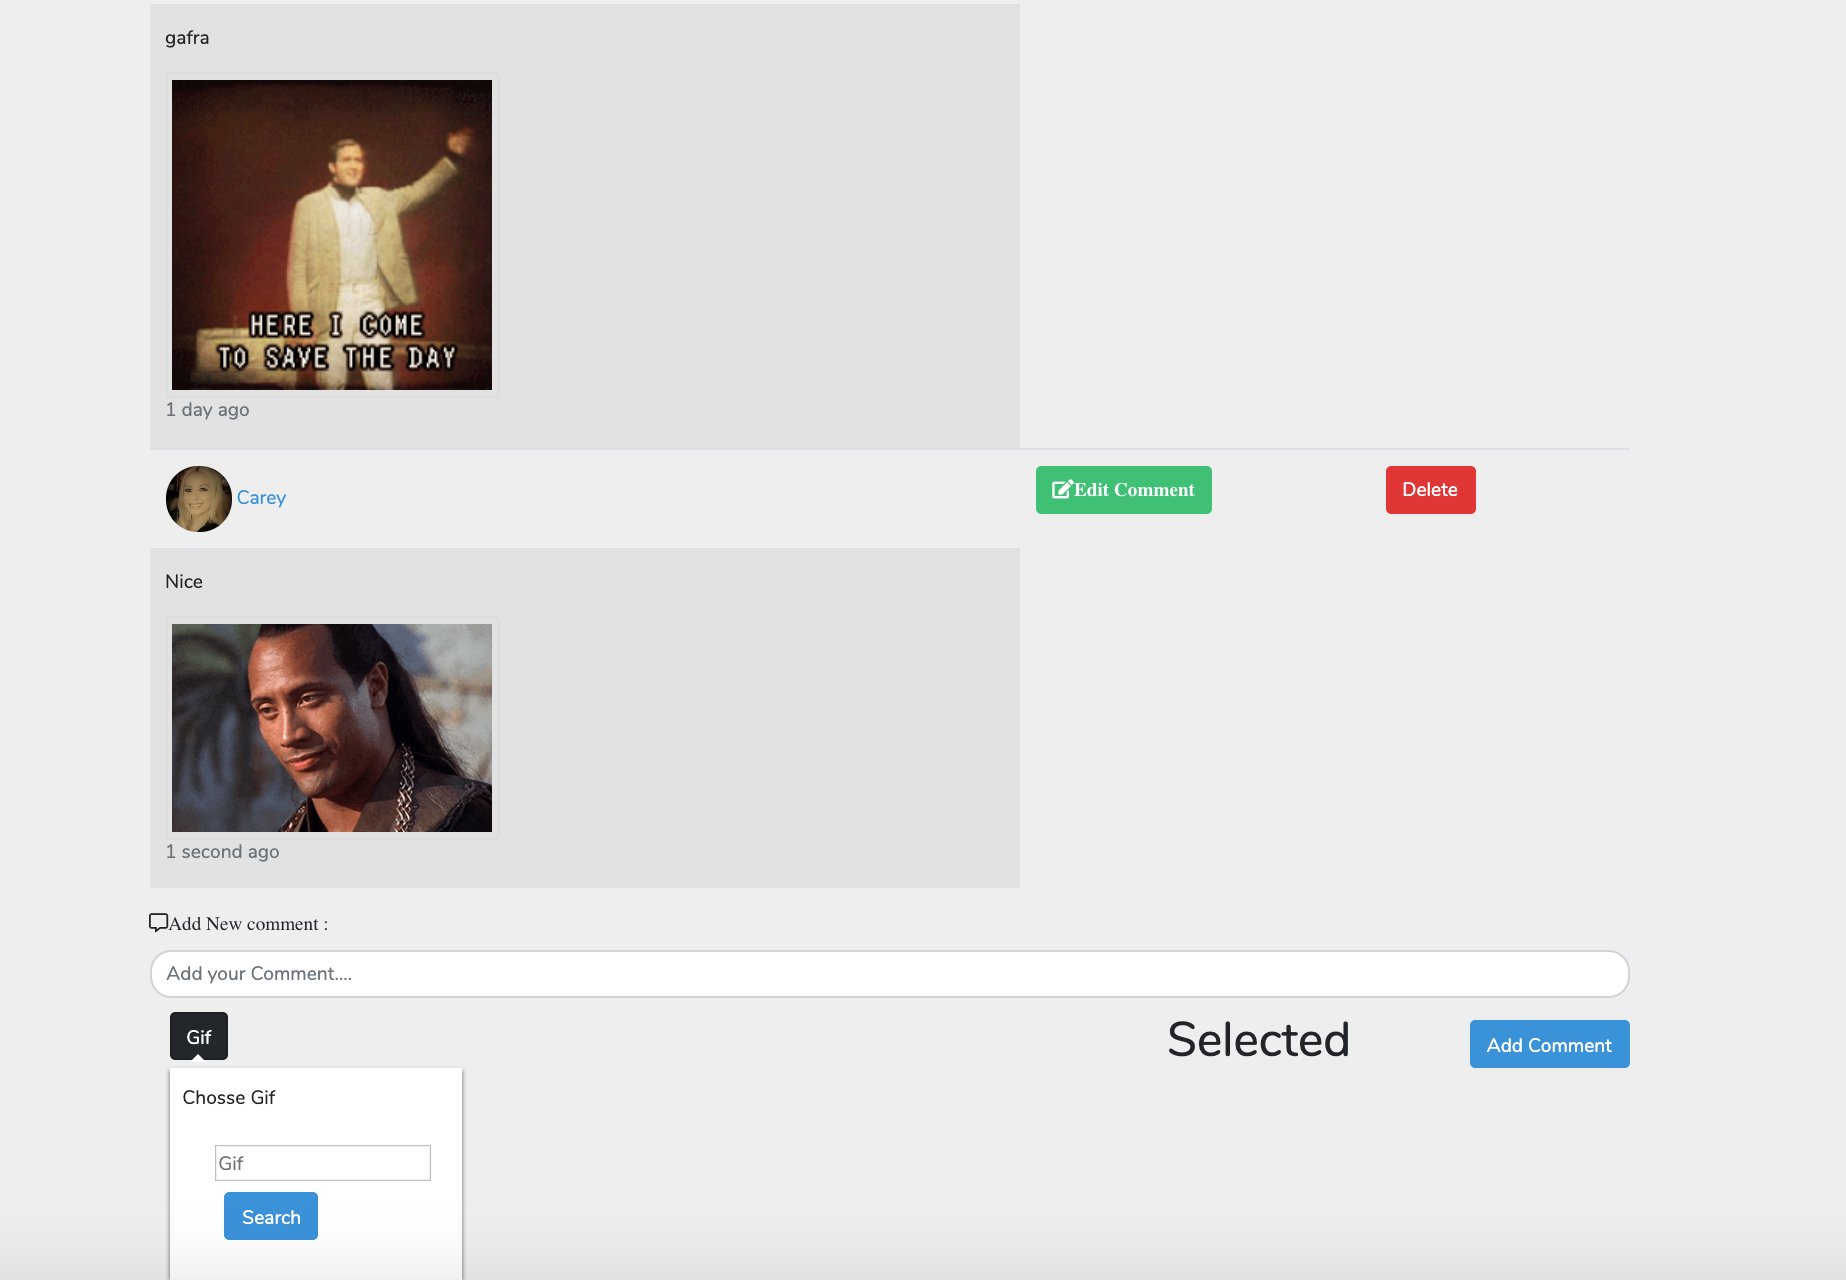 gafra
HERE I COME
TO SAVE THE DAY
1 day ago
Carey
Edit Comment
Delete
Nice
1 second ago
Add New comment :
Add your Comment....
Gif
Selected
Add Comment
Chosse Gif
Gif
Search